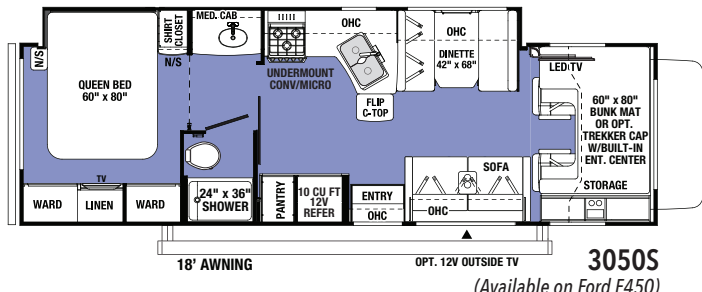 N/S
QUEEN BED
60" x 80"
SHIRT
CLOSET
N/S
MED. CAB
OHC
UNDERMOUNT
CONV/MICRO
FLIP
C-TOP
OHC
DINETTE
42" x 68"
LED TV
60" x 80"
BUNK MAT
OR OPT.
TREKKER CAP
W/BUILT-IN
ENT. CENTER
STORAGE
TV
WARD
LINEN
WARD
24" x 36"
SHOWER
PANTRY
10 CU FT
12V
REFER
ENTRY
OHC
SOFA
OHC
18' AWNING
OPT. 12V OUTSIDE TV
3050S
(Available on Ford E450)